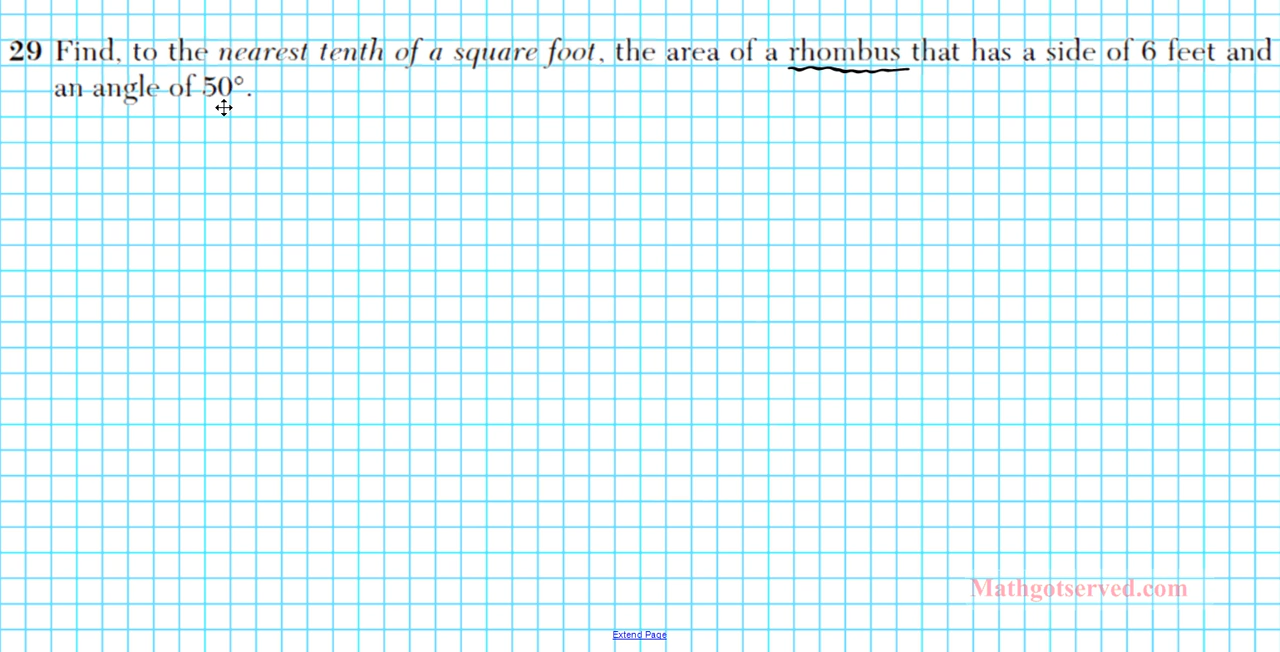 29 Find, to the nearest tenth of a square foot, the area of a rhombus that has a side of 6 feet and
an angle of 50°.
Mathgotserved.com
Extend Page